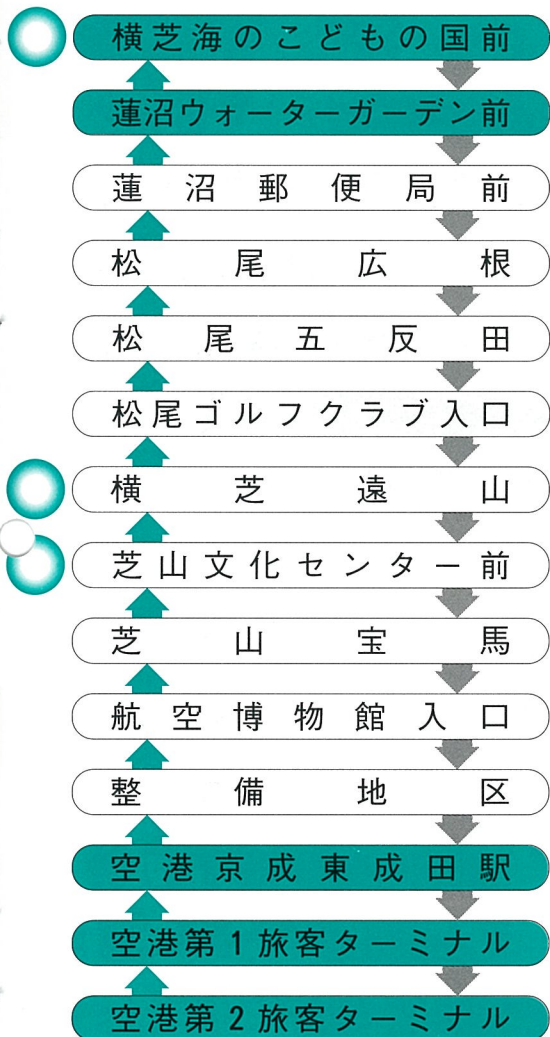 横芝海のこどもの国前
蓮沼ウォーターガーデン前
蓮沼郵便局前
松尾広根
松尾五反田
松尾ゴルフクラブ入口
横芝遠山
芝山文化センター前
芝山宝馬
航空博物館入口
整備地区
空港京成東成田駅
空港第1旅客ターミナル
空港第2旅客ターミナル